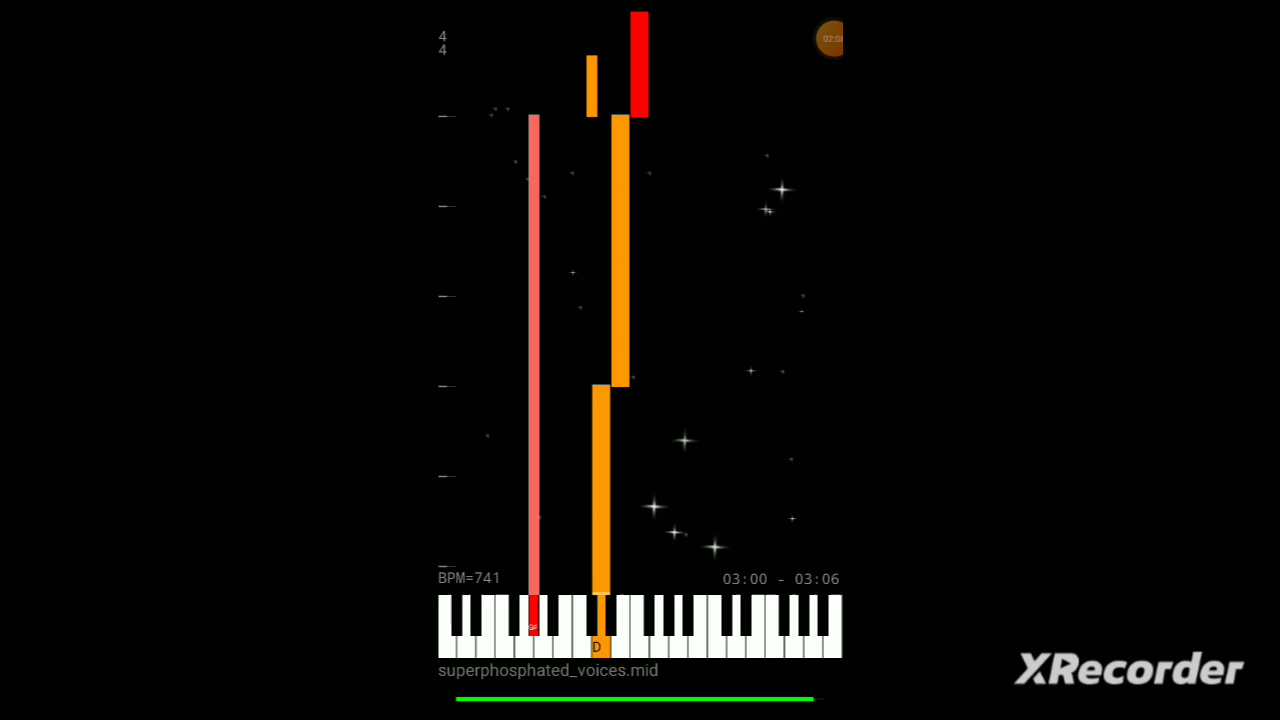 4
4
BPM=741
03:00 - 03:06
D
superphosphated_voices.mid
XRecorder